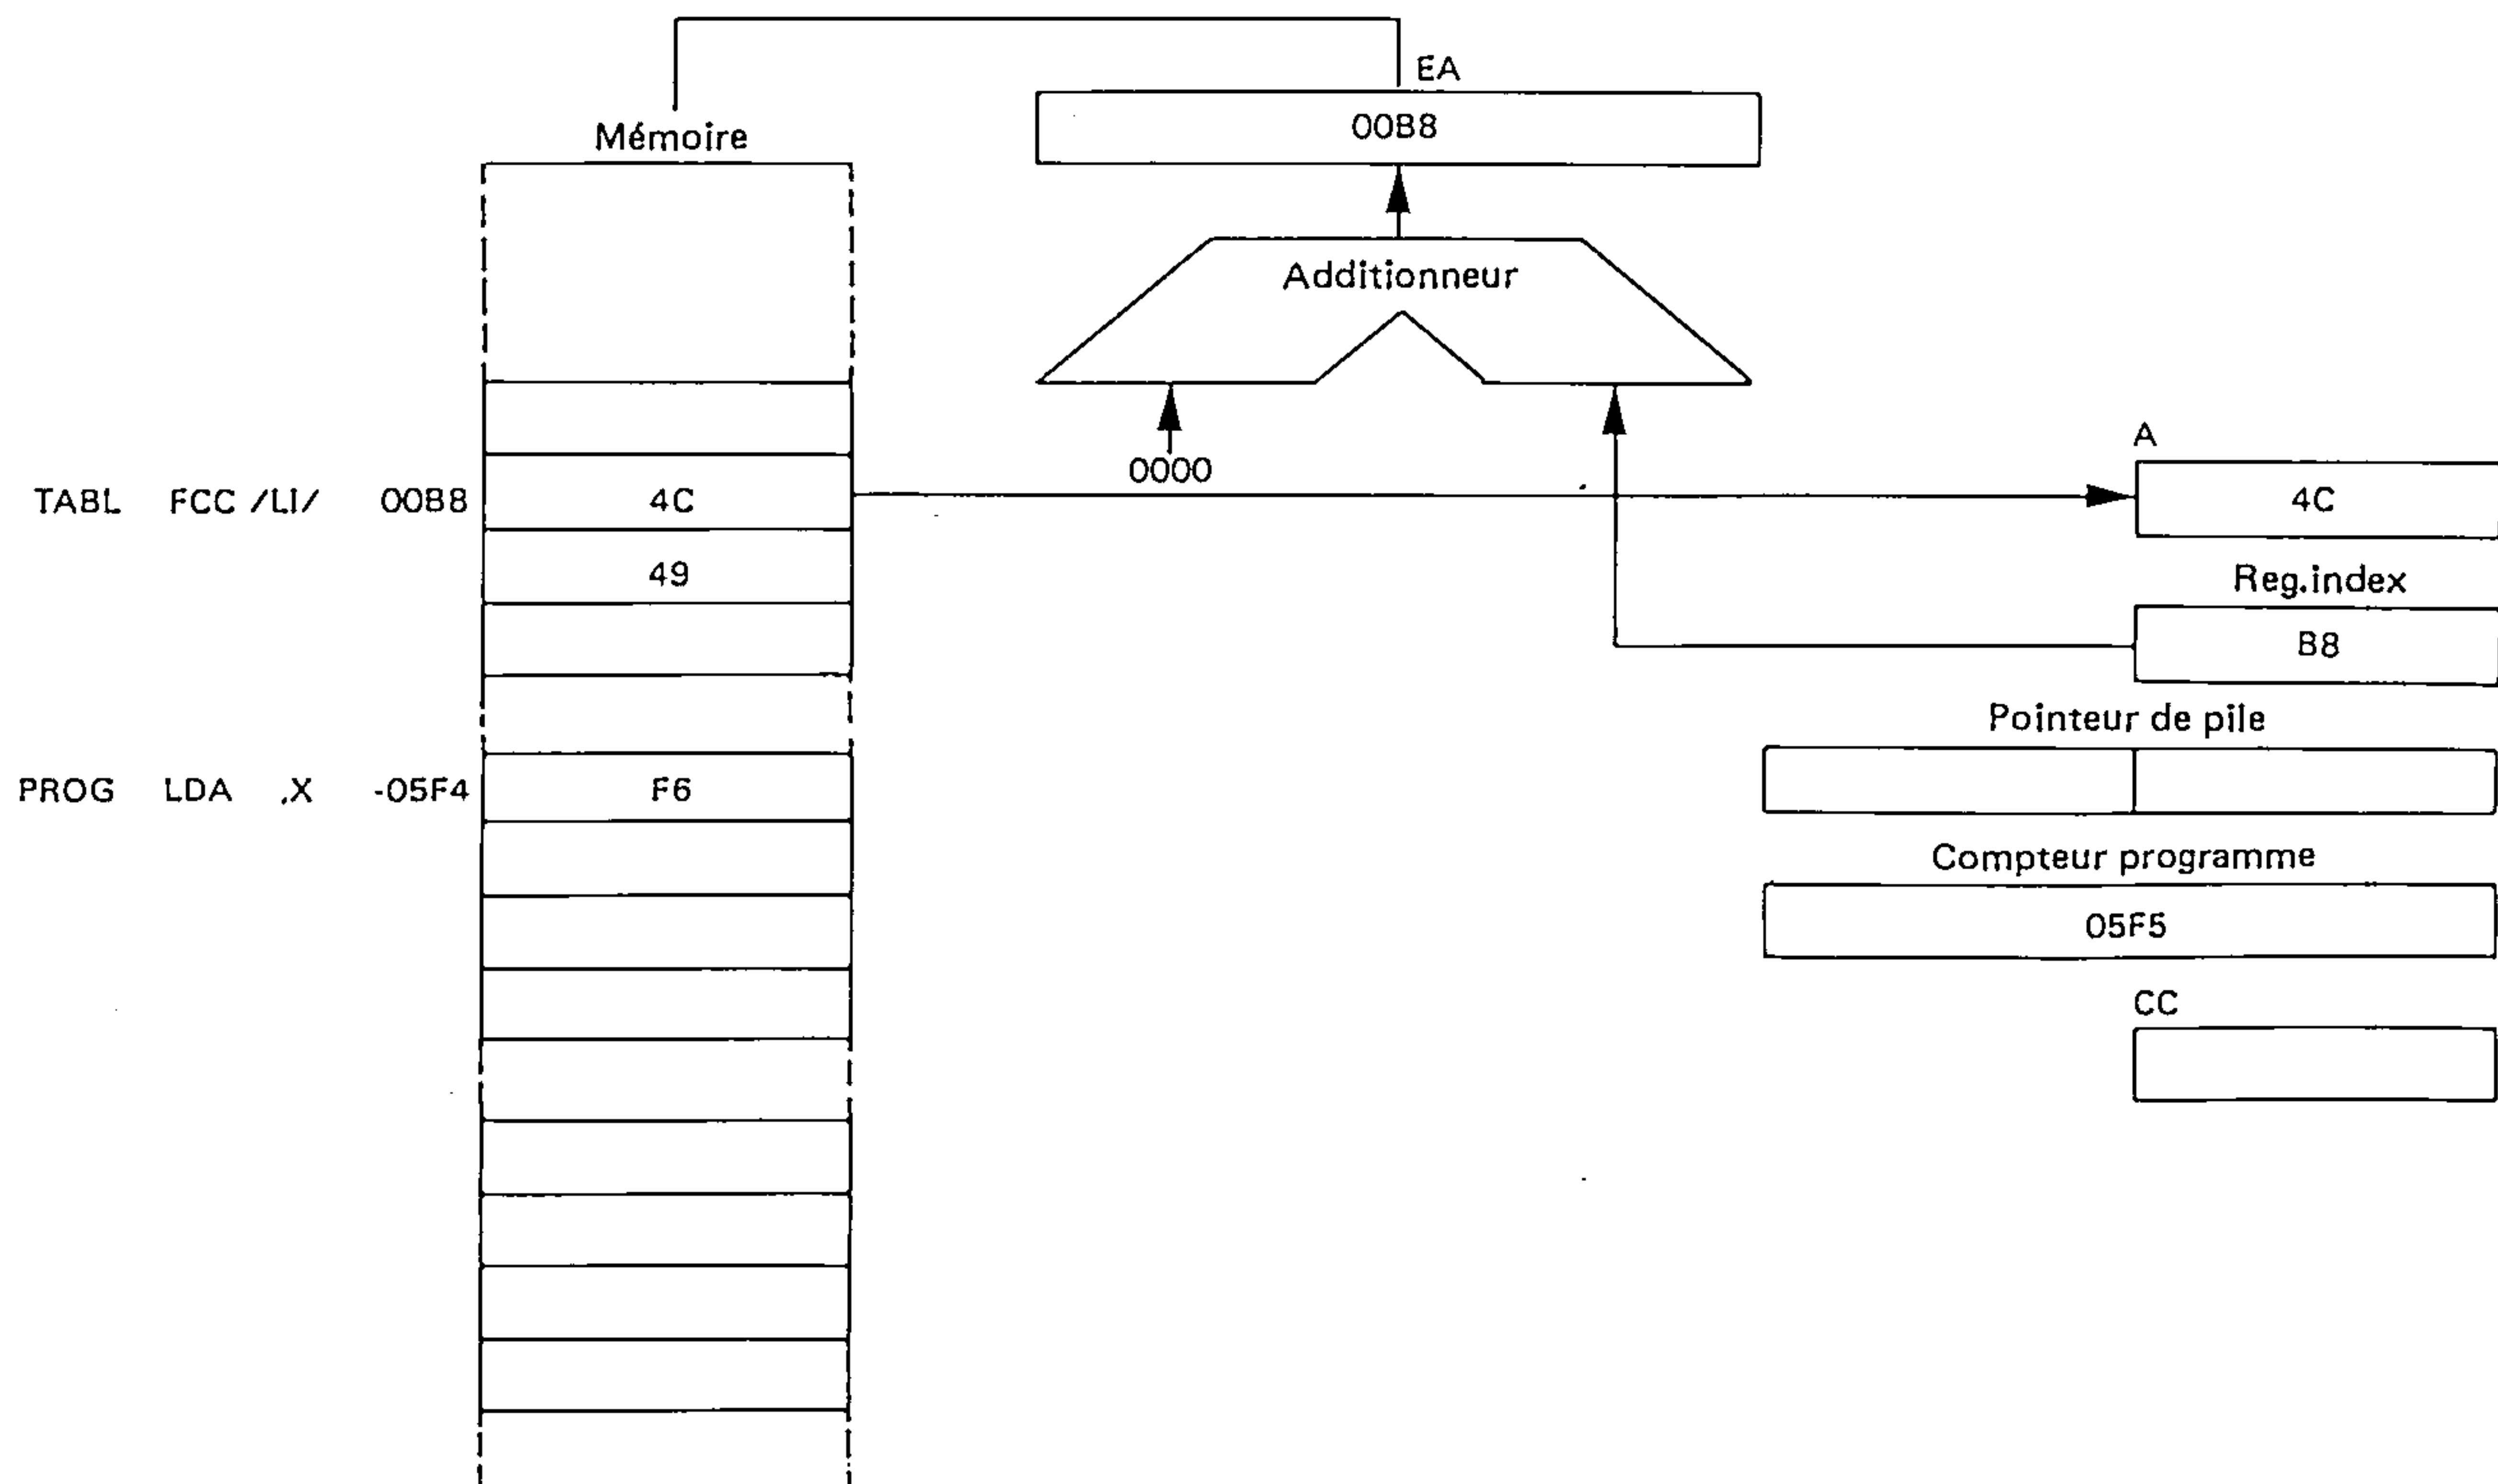 EA
Mémoire
00B8
Additionneur
0000
A
TABL FCC /LI/ 00B8
4C
4C
49
Reg.index
B8
Pointeur de pile
PROG LDA ,X -05F4
F6
Compteur programme
05F5
CC